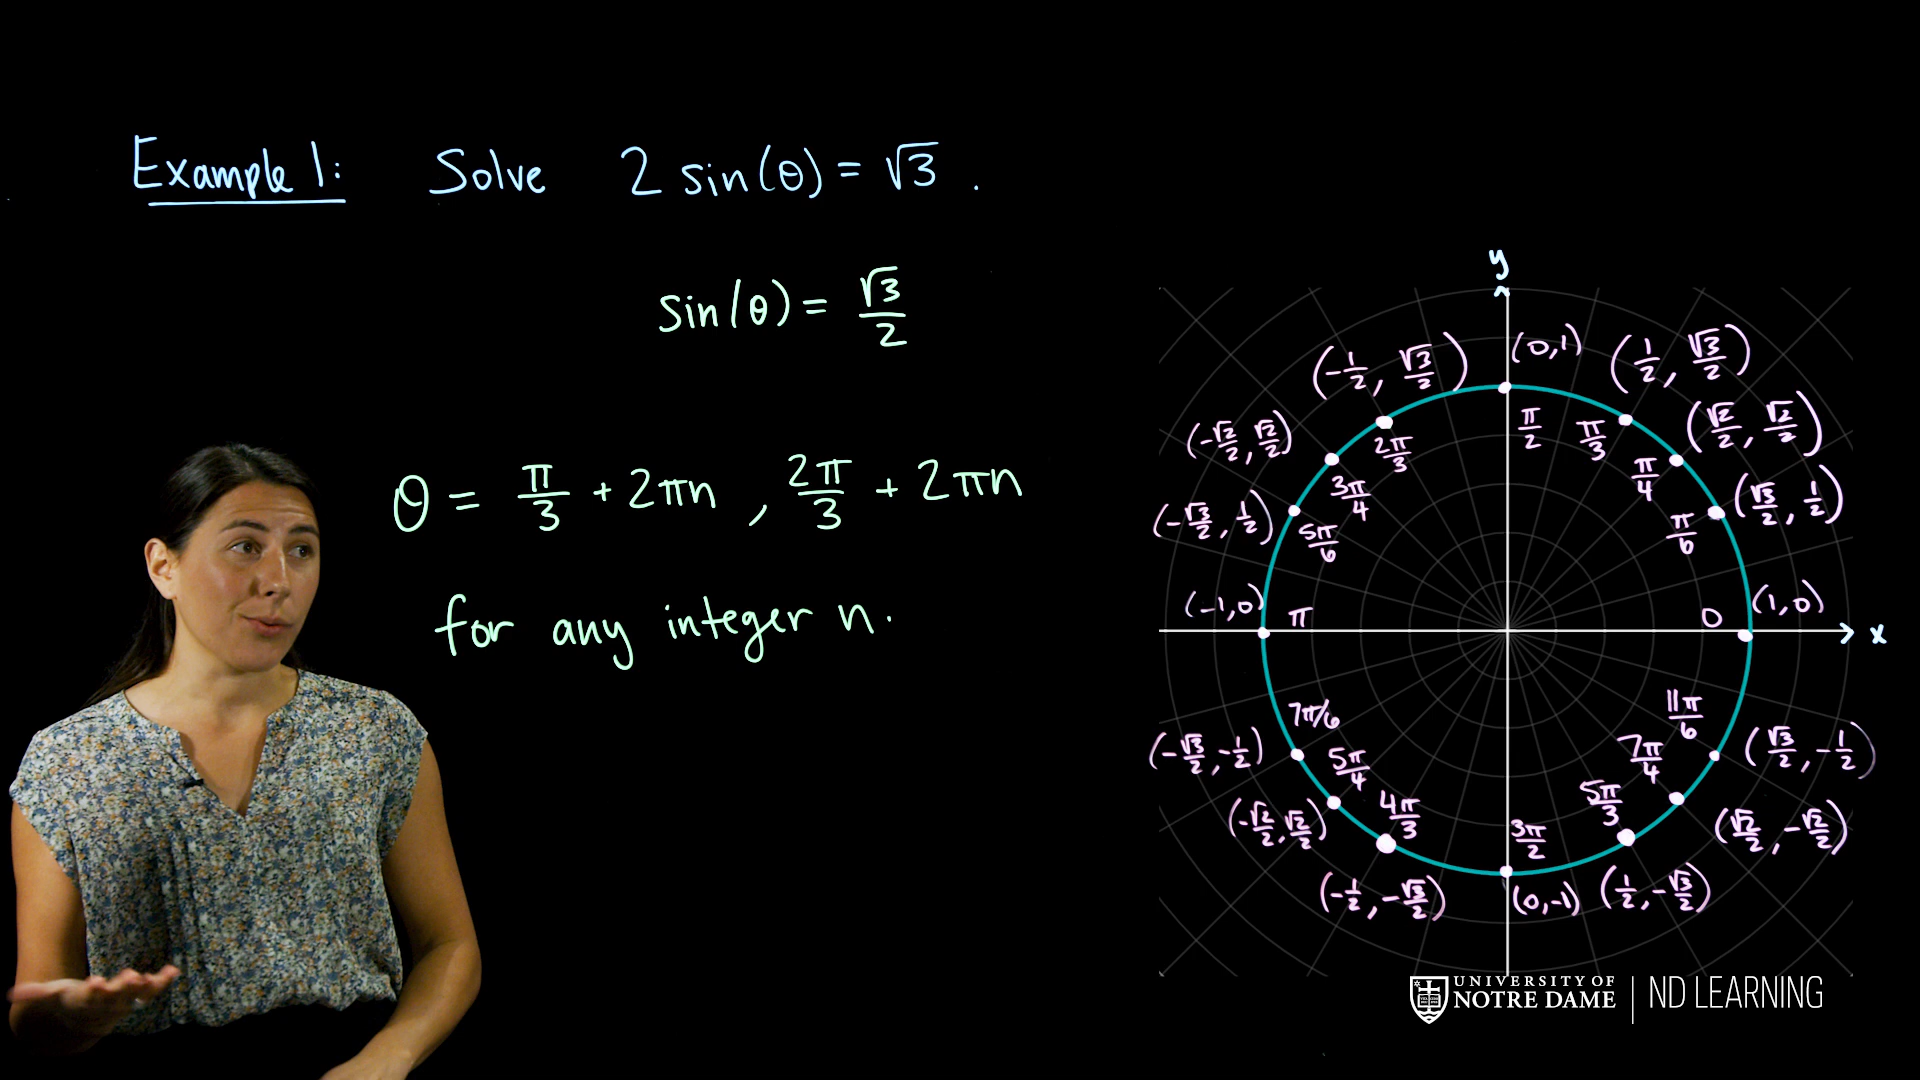 Example 1: Solve 2 sin(θ) = √3 .
sin(θ) = √3/2
θ = π/3 + 2πn , 2π/3 + 2πn
for any integer n.
y
(-1/2, √3/2) (0,1) (1/2, √3/2)
(-√2/2, √2/2) 2π/3 π/2 π/3 (√2/2, √2/2)
(-√3/2, 1/2) 3π/4 π/4 (√3/2, 1/2)
5π/6 π/6
(-1,0) π 0 (1,0)
x
7π/6 11π/6
(-√3/2, -1/2) 5π/4 7π/4 (√3/2, -1/2)
(-√2/2, √2/2) 4π/3 3π/2 5π/3 (√2/2, -√2/2)
(-1/2, -√3/2) (0,-1) (1/2, -√3/2)
UNIVERSITY OF
NOTRE DAME | ND LEARNING